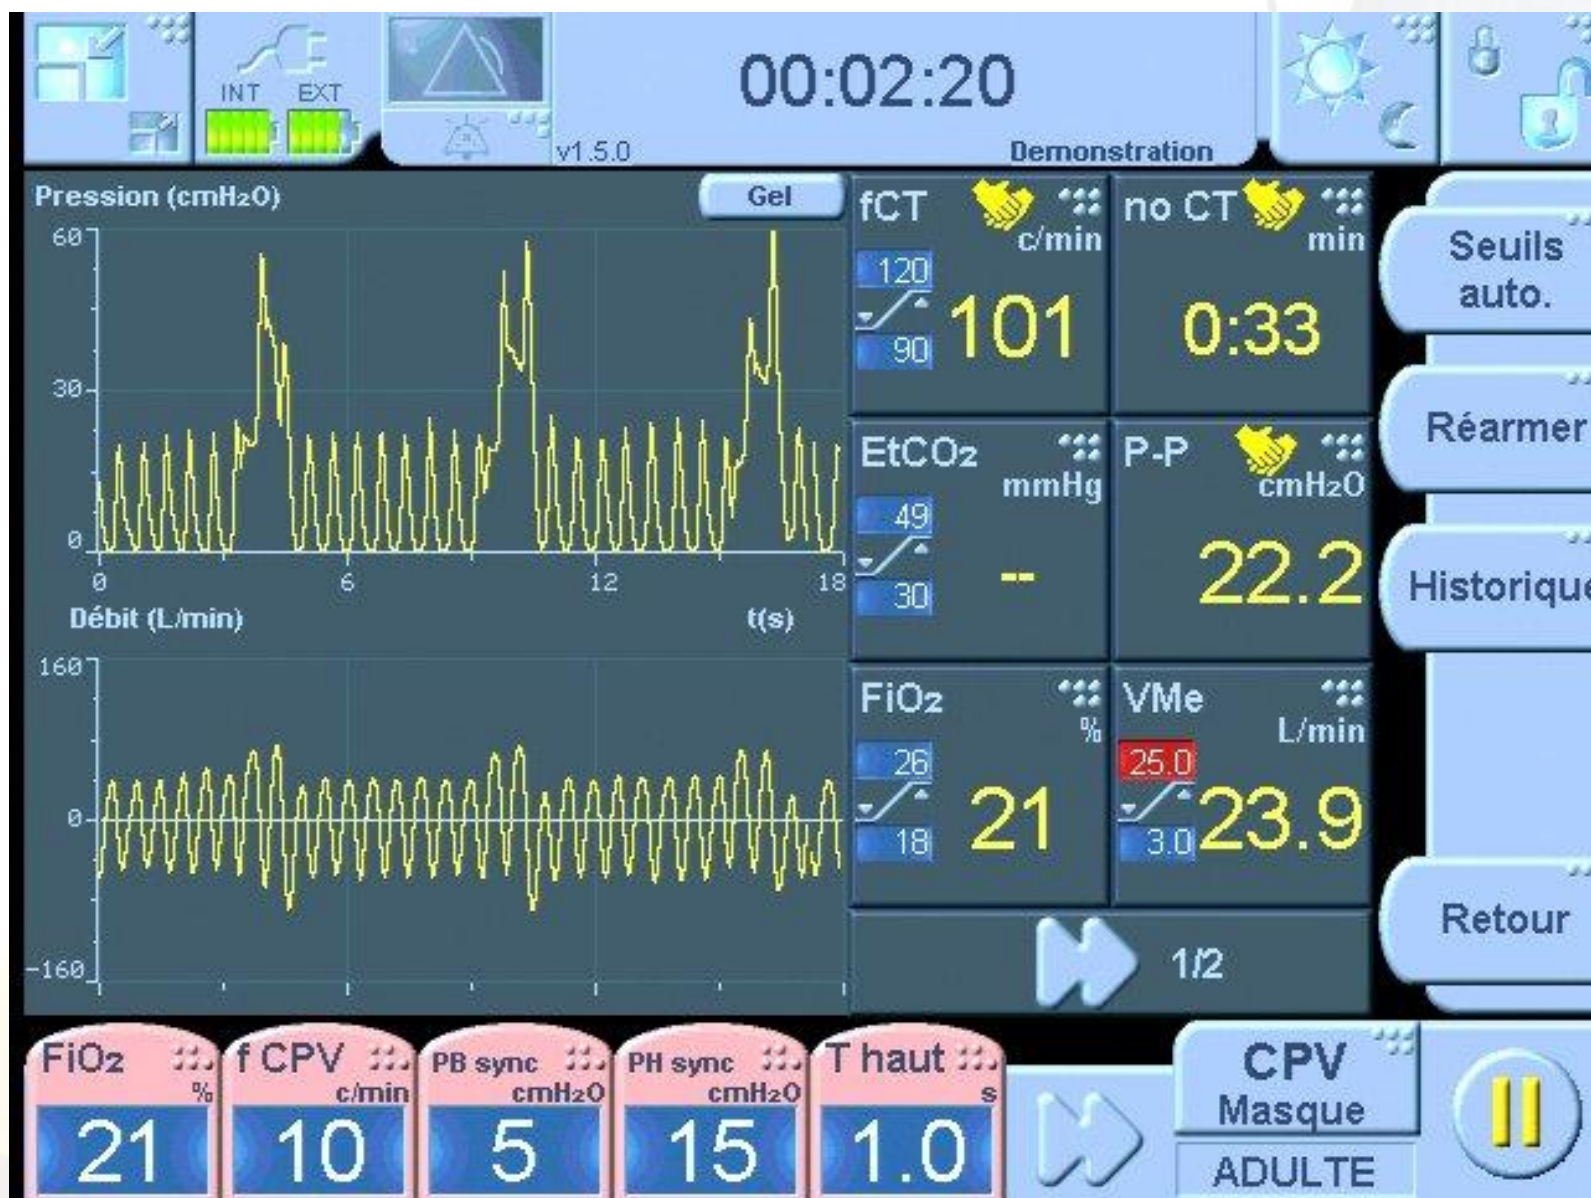 INT EXT
00:02:20
v1.5.0
Demonstration
Pression (cmH₂O)
Gel
60
30
0
0 6 12 18
Débit (L/min)
t(s)
160
0
-160
fCT
c/min
120
90
101
no CT
min
0:33
EtCO₂
mmHg
49
30
--
P-P
cmH₂O
22.2
FiO₂
%
26
18
21
VMe
L/min
25.0
3.0
23.9
1/2
Seuils
auto.
Réarmer
Historique
Retour
FiO₂
%
21
f CPV
c/min
10
PB sync
cmH₂O
5
PH sync
cmH₂O
15
T haut
s
1.0
CPV
Masque
ADULTE